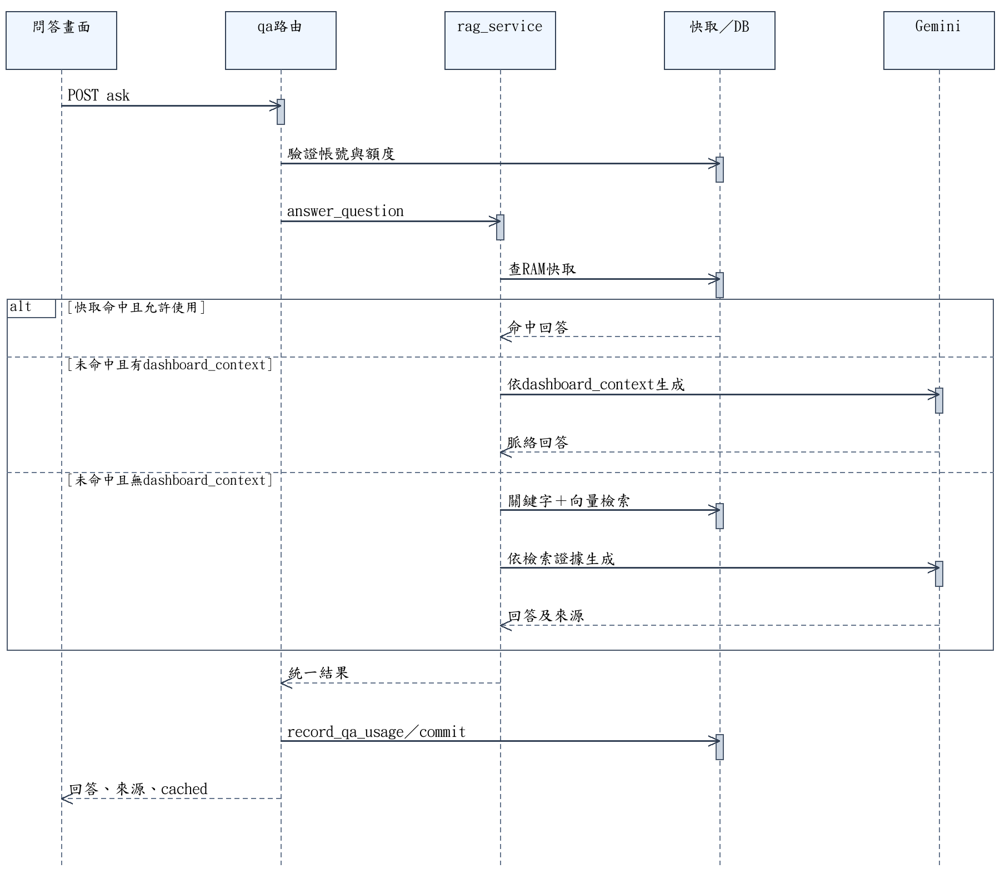 問答畫面
qa路由
rag_service
快取／DB
Gemini
POST ask
驗證帳號與額度
answer_question
查RAM快取
alt
[快取命中且允許使用]
命中回答
[未命中且有dashboard_context]
依dashboard_context生成
脈絡回答
[未命中且無dashboard_context]
關鍵字＋向量檢索
依檢索證據生成
回答及來源
統一結果
record_qa_usage／commit
回答、來源、cached